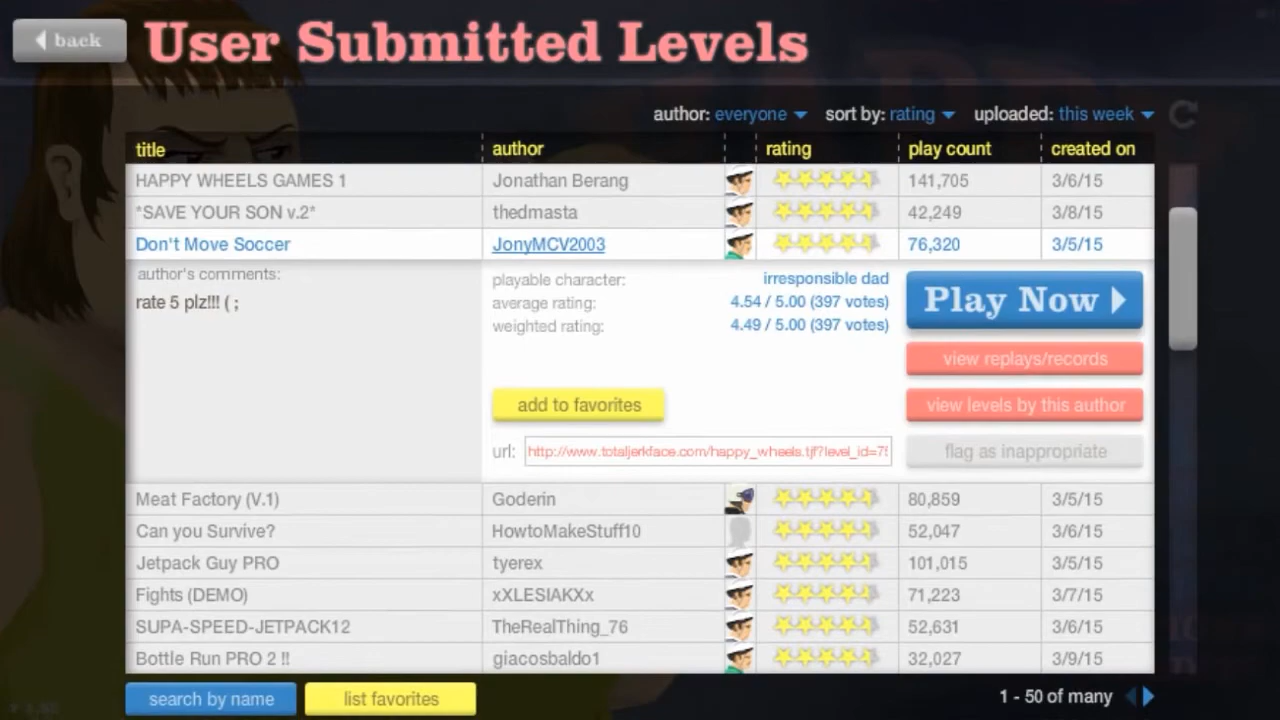 back
User Submitted Levels
author: everyone sort by: rating uploaded: this week
title author rating play count created on
HAPPY WHEELS GAMES 1 Jonathan Berang 141,705 3/6/15
*SAVE YOUR SON v.2* thedmasta 42,249 3/8/15
Don't Move Soccer JonyMCV2003 76,320 3/5/15
author's comments:
rate 5 plz!!! ( ;
playable character: irresponsible dad
average rating: 4.54 / 5.00 (397 votes)
weighted rating: 4.49 / 5.00 (397 votes)
Play Now
view replays/records
add to favorites
view levels by this author
url: http://www.totaljerkface.com/happy_wheels.tjf?level_id=7
flag as inappropriate
Meat Factory (V.1) Goderin 80,859 3/5/15
Can you Survive? HowtoMakeStuff10 52,047 3/6/15
Jetpack Guy PRO tyerex 101,015 3/5/15
Fights (DEMO) xXLESIAKXx 71,223 3/7/15
SUPA-SPEED-JETPACK12 TheRealThing_76 52,631 3/6/15
Bottle Run PRO 2 !! giacosbaldo1 32,027 3/9/15
search by name list favorites 1 - 50 of many